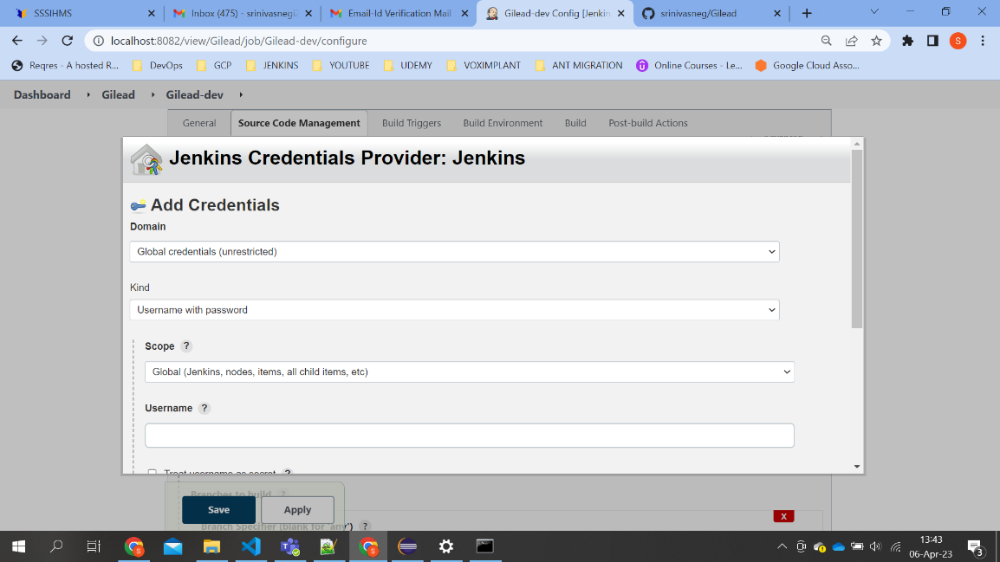 SSSIHMS
Inbox (475) - srinivasnegi
Email-Id Verification Mail
Gilead-dev Config [Jenkin
srinivasneg/Gilead
localhost:8082/view/Gilead/job/Gilead-dev/configure
S
Reqres - A hosted R...
DevOps
GCP
JENKINS
YOUTUBE
UDEMY
VOXIMPLANT
ANT MIGRATION
Online Courses - Le...
Google Cloud Asso...
Dashboard
Gilead
Gilead-dev
General
Source Code Management
Build Triggers
Build Environment
Build
Post-build Actions
Jenkins Credentials Provider: Jenkins
Add Credentials
Domain
Global credentials (unrestricted)
Kind
Username with password
Scope ?
Global (Jenkins, nodes, items, all child items, etc)
Username ?
Treat username as secret ?
Branches to build ?
Save
Apply
X
Branch Specifier (blank for 'any') ?
13:43
06-Apr-23
3